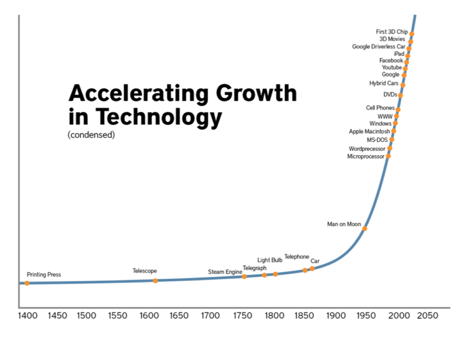 Accelerating Growth
in Technology
(condensed)
First 3D Chip
3D Movies
Google Driverless Car
iPad
Facebook
Youtube
Google
Hybrid Cars
DVDs
Cell Phones
WWW
Windows
Apple Macintosh
MS-DOS
Wordprecessor
Microprocessor
Man on Moon
Printing Press
Telescope
Steam Engine
Telegraph
Light Bulb
Telephone
Car
1400 1450 1500 1550 1600 1700 1750 1800 1850 1900 1950 2000 2050